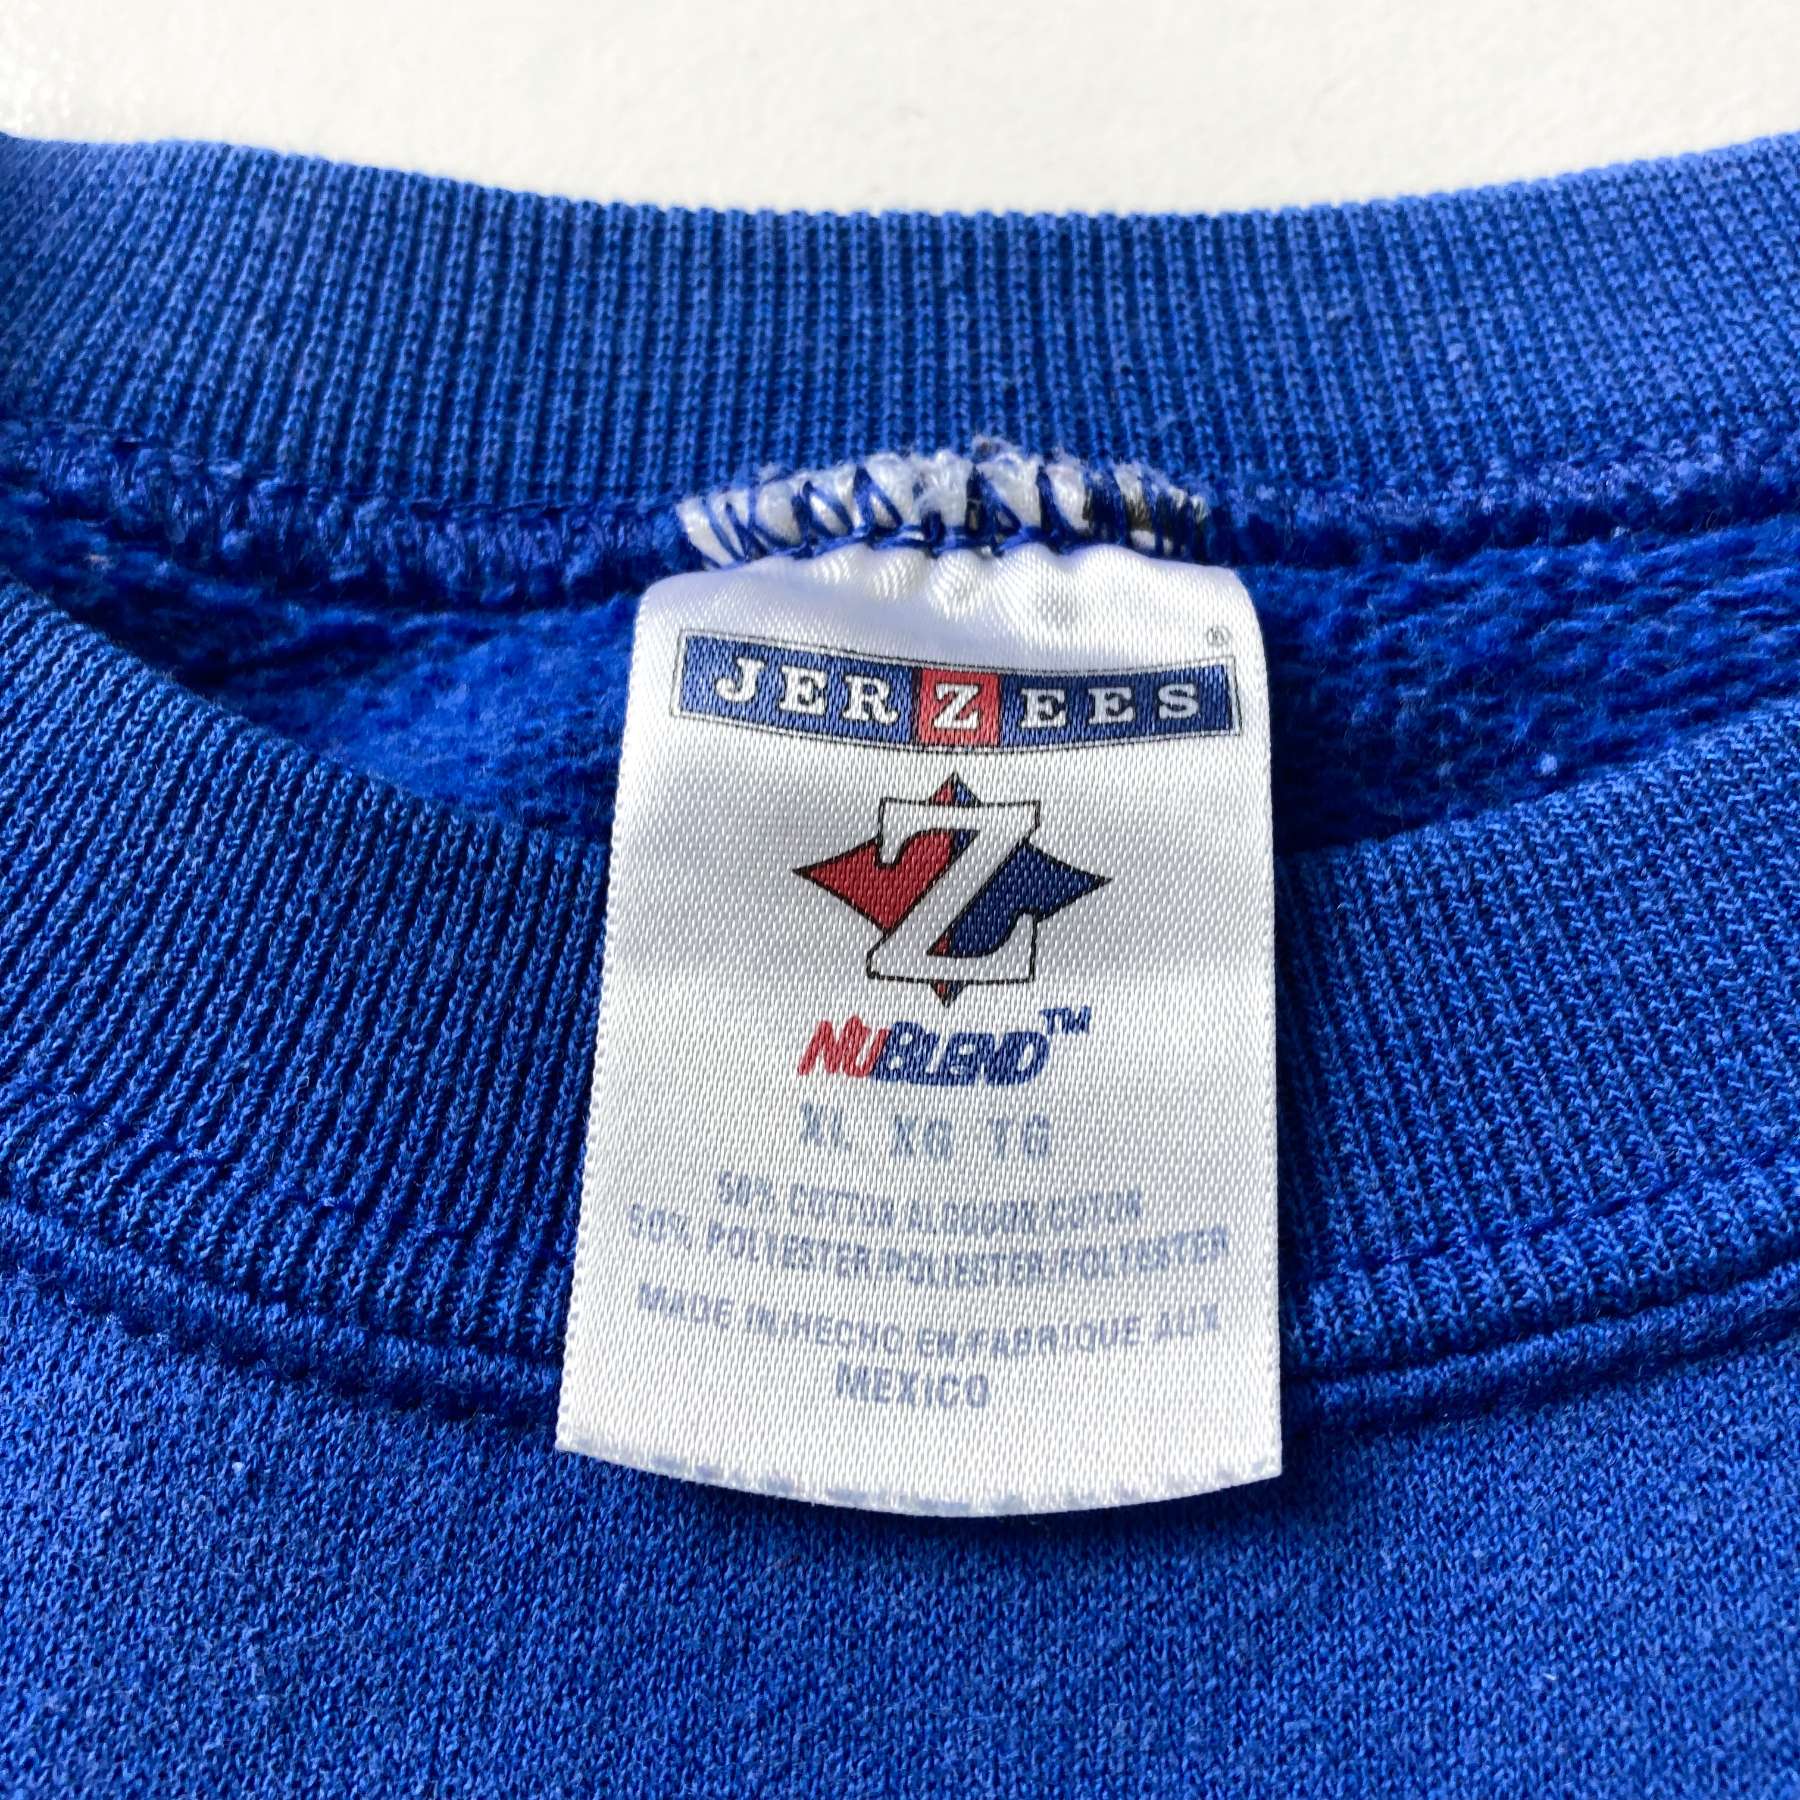 JERZEES®
Z
NUBLEND™
XL XG TG
50% COTTON/ALGODON/COTON
50% POLYESTER/POLIESTER/POLYESTER
MADE IN/HECHO EN/FABRIQUE AUX
MEXICO